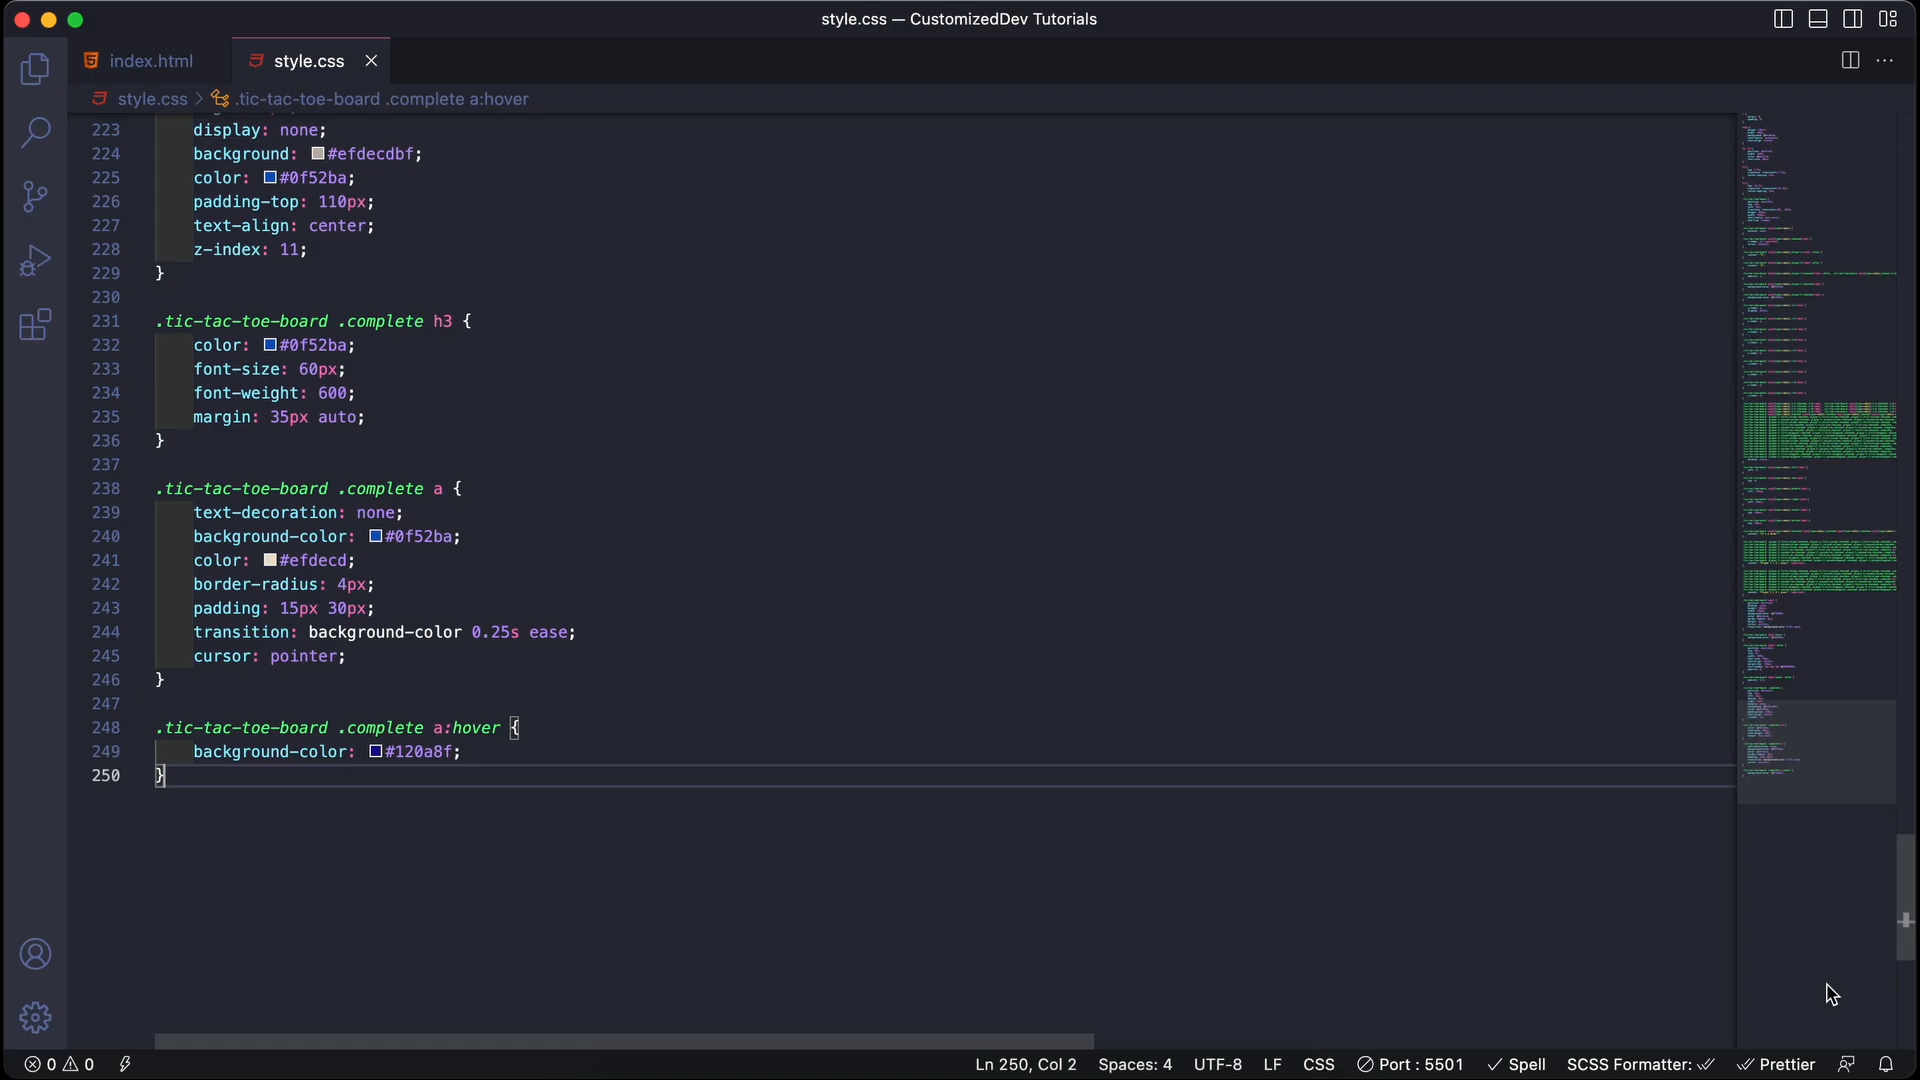 style.css — CustomizedDev Tutorials
index.html
style.css
style.css > .tic-tac-toe-board .complete a:hover
223 display: none;
224 background: #efdecdbf;
225 color: #0f52ba;
226 padding-top: 110px;
227 text-align: center;
228 z-index: 11;
229 }
230
231 .tic-tac-toe-board .complete h3 {
232 color: #0f52ba;
233 font-size: 60px;
234 font-weight: 600;
235 margin: 35px auto;
236 }
237
238 .tic-tac-toe-board .complete a {
239 text-decoration: none;
240 background-color: #0f52ba;
241 color: #efdecd;
242 border-radius: 4px;
243 padding: 15px 30px;
244 transition: background-color 0.25s ease;
245 cursor: pointer;
246 }
247
248 .tic-tac-toe-board .complete a:hover {
249 background-color: #120a8f;
250 }
0 0 Ln 250, Col 2 Spaces: 4 UTF-8 LF CSS Port : 5501 Spell SCSS Formatter: Prettier